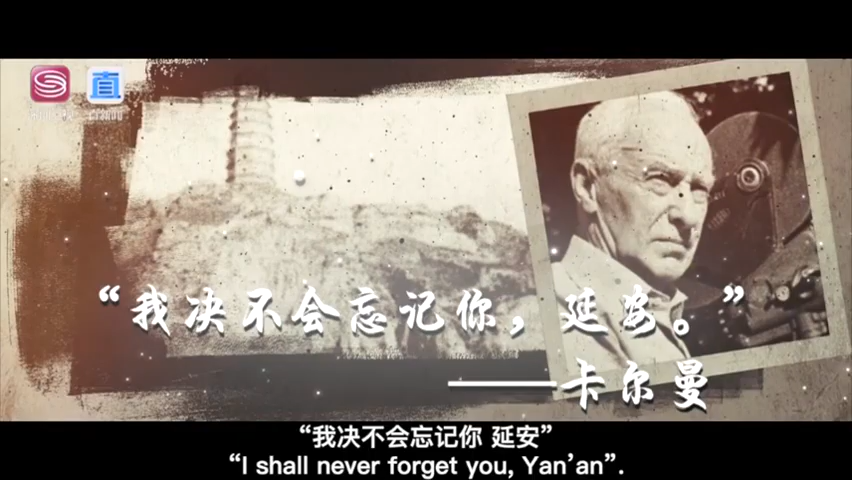 直
“我决不会忘记你，延安。”
——卡尔曼
“我决不会忘记你 延安”
“I shall never forget you, Yan’an”.